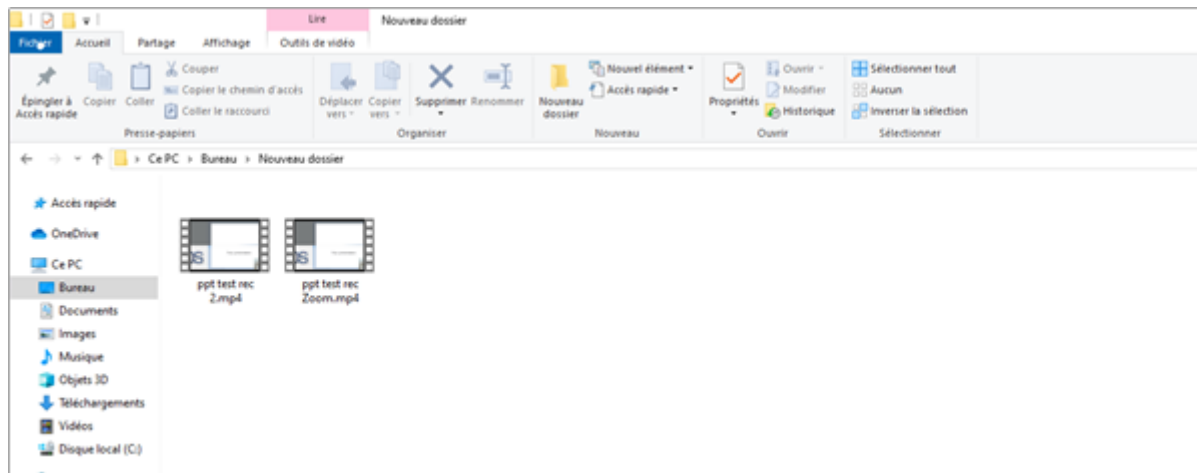 Lire
Nouveau dossier
Fichier
Accueil
Partage
Affichage
Outils de vidéo
Épingler à
Accès rapide
Copier
Coller
Couper
Copier le chemin d'accès
Coller le raccourci
Presse-papiers
Déplacer
vers
Copier
vers
Supprimer
Renommer
Organiser
Nouveau
dossier
Nouvel élément
Accès rapide
Nouveau
Propriétés
Ouvrir
Modifier
Historique
Ouvrir
Sélectionner tout
Aucun
Inverser la sélection
Sélectionner
Ce PC > Bureau > Nouveau dossier
Accès rapide
OneDrive
Ce PC
Bureau
Documents
Images
Musique
Objets 3D
Téléchargements
Vidéos
Disque local (C:)
ppt test rec
2.mp4
ppt test rec
Zoom.mp4